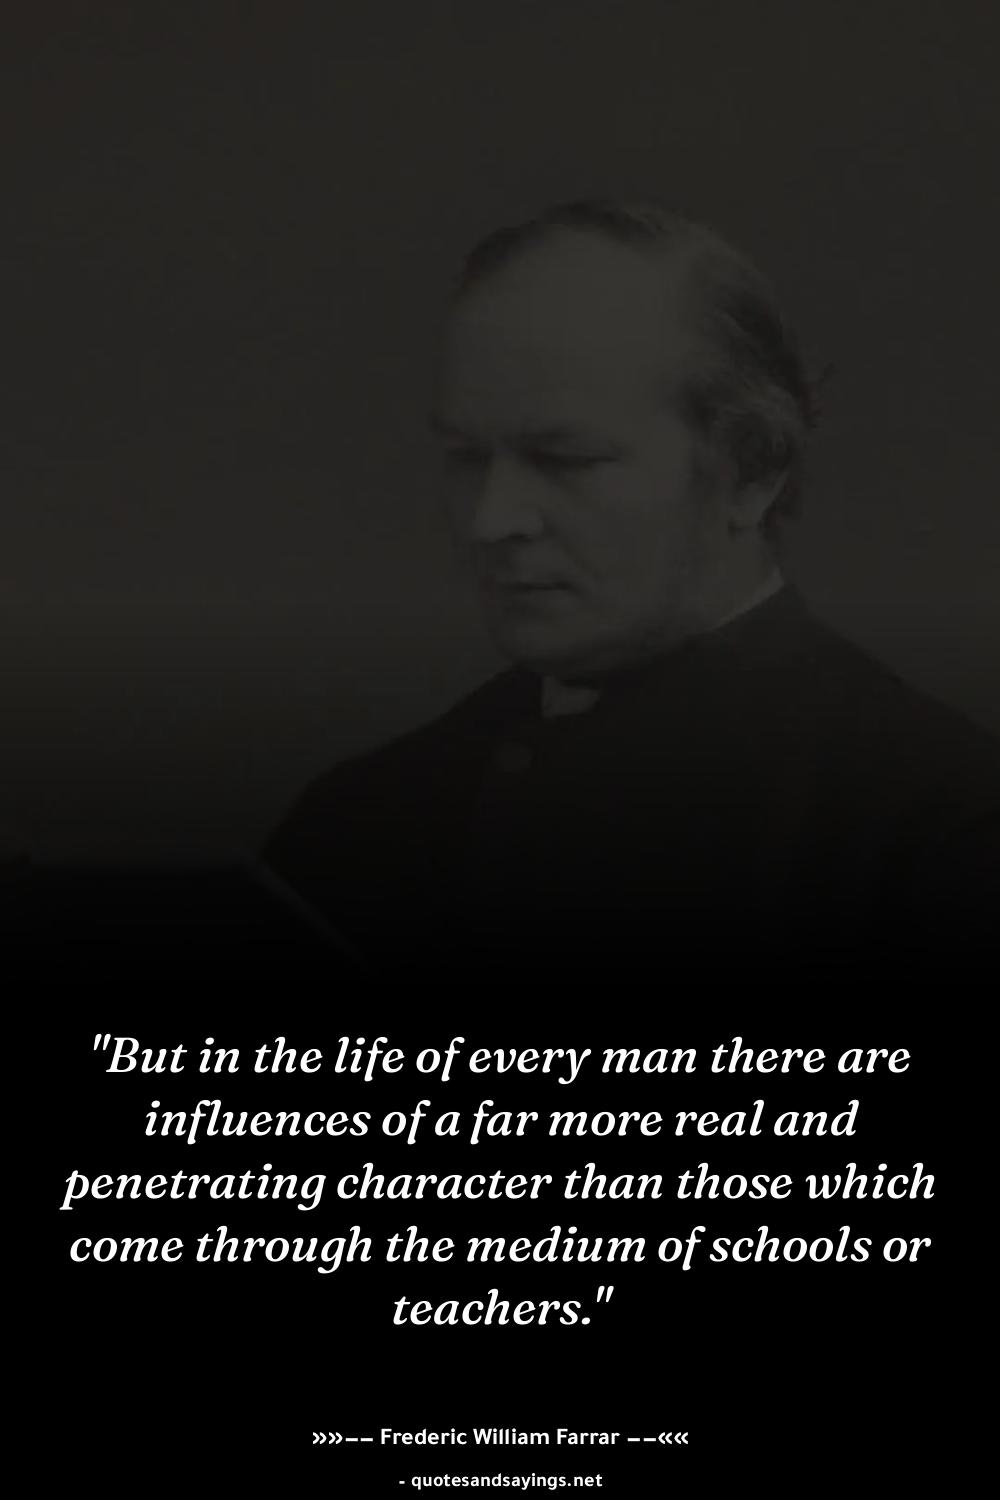 "But in the life of every man there are
influences of a far more real and
penetrating character than those which
come through the medium of schools or
teachers."
»»−− Frederic William Farrar −−««
- quotesandsayings.net